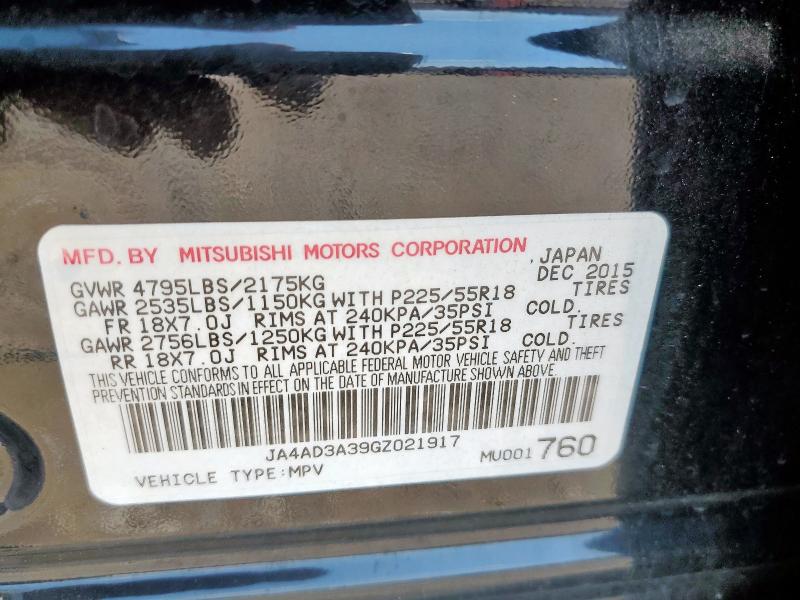 MFD. BY MITSUBISHI MOTORS CORPORATION , JAPAN
GVWR 4795LBS/2175KG DEC 2015
GAWR 2535LBS/1150KG WITH P225/55R18 TIRES
FR 18X7.0J RIMS AT 240KPA/35PSI COLD.
GAWR 2756LBS/1250KG WITH P225/55R18 TIRES
RR 18X7.0J RIMS AT 240KPA/35PSI COLD.
THIS VEHICLE CONFORMS TO ALL APPLICABLE FEDERAL MOTOR VEHICLE SAFETY AND THEFT
PREVENTION STANDARDS IN EFFECT ON THE DATE OF MANUFACTURE SHOWN ABOVE.
JA4AD3A39GZ021917
VEHICLE TYPE:MPV MU001760